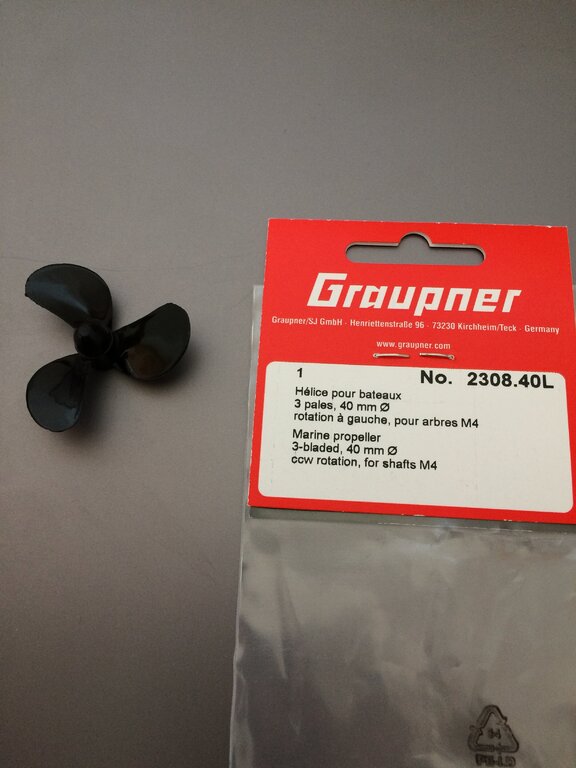 Graupner
Graupner/SJ GmbH · Henriettenstraße 96 · 73230 Kirchheim/Teck · Germany
www.graupner.com
1 No. 2308.40L
Hélice pour bateaux
3 pales, 40 mm Ø
rotation à gauche, pour arbres M4
Marine propeller
3-bladed, 40 mm Ø
ccw rotation, for shafts M4